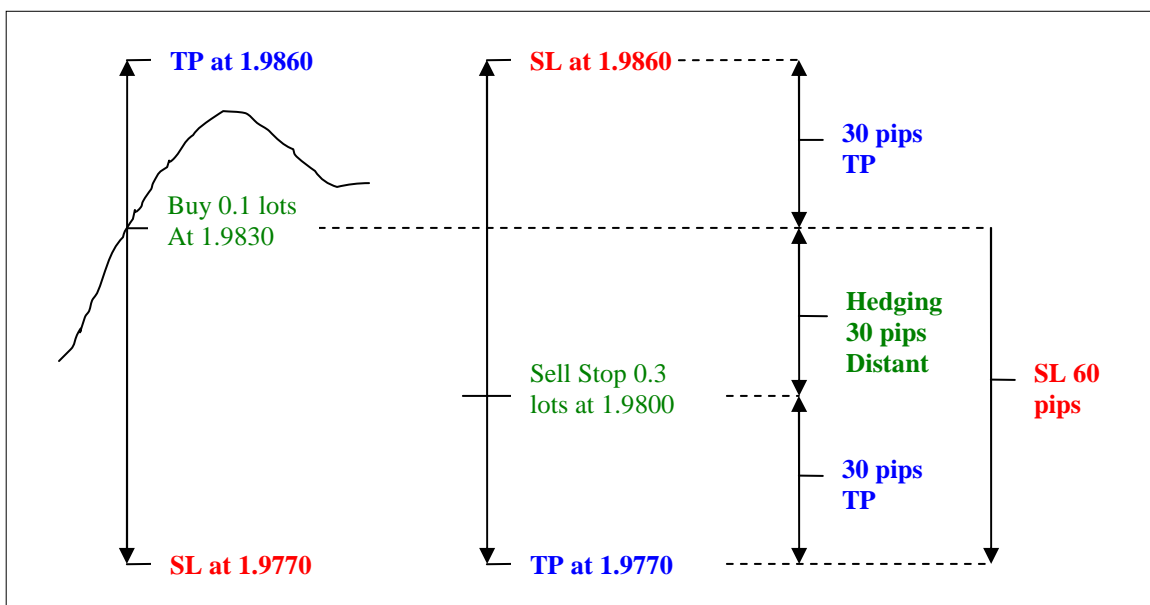 TP at 1.9860
SL at 1.9860
30 pips
TP
Buy 0.1 lots
At 1.9830
Hedging
30 pips
Distant
Sell Stop 0.3
lots at 1.9800
SL 60
pips
30 pips
TP
SL at 1.9770
TP at 1.9770